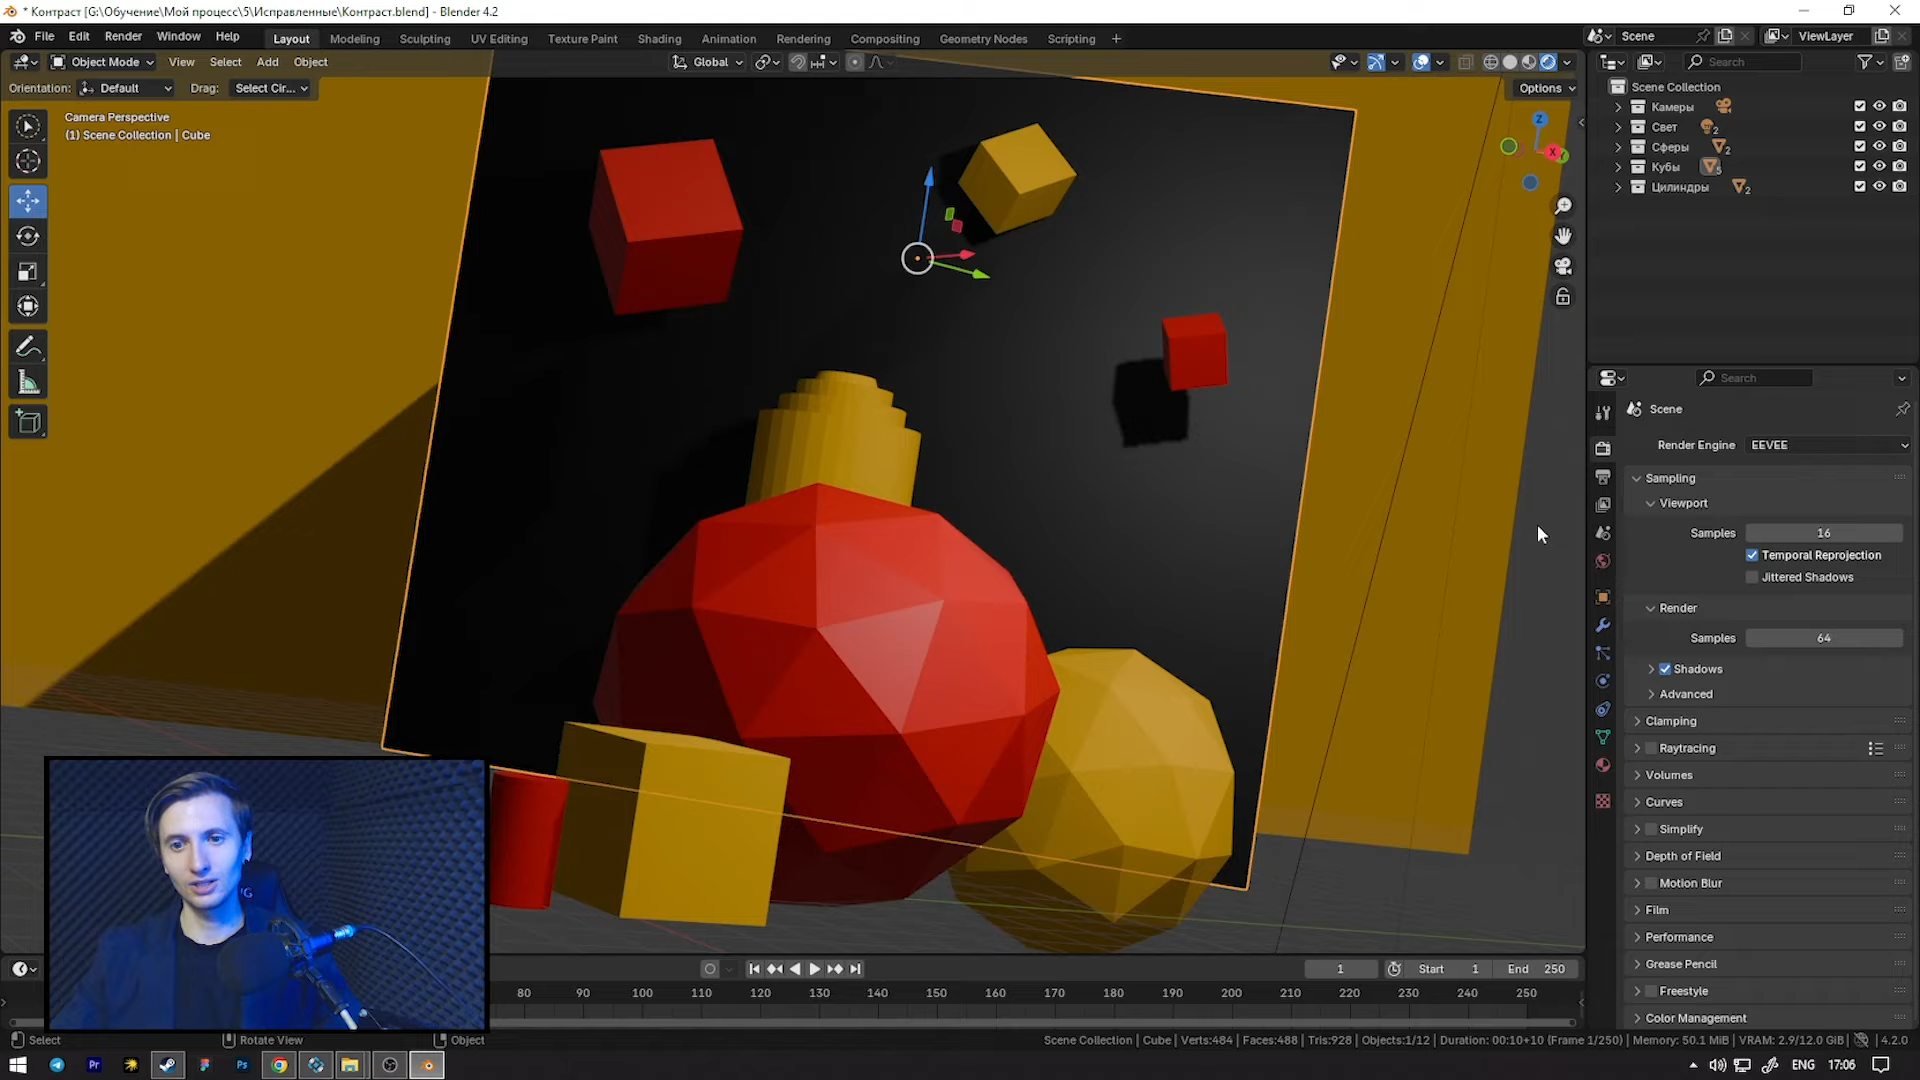 * Контраст [G:\Обучение\Мой процесс\5\Исправленные\Контраст.blend] - Blender 4.2
File Edit Render Window Help Layout Modeling Sculpting UV Editing Texture Paint Shading Animation Rendering Compositing Geometry Nodes Scripting + Scene ViewLayer
Object Mode View Select Add Object Global Search
Orientation: Default Drag: Select Cir... Options
Camera Perspective
(1) Scene Collection | Cube
Z
X
Scene Collection
Камеры
Свет 2
Сферы 2
Кубы 5
Цилиндры 2
Search
Scene
Render Engine EEVEE
Sampling
Viewport
Samples 16
Temporal Reprojection
Jittered Shadows
Render
Samples 64
Shadows
Advanced
Clamping
Raytracing
Volumes
Curves
Simplify
Depth of Field
Motion Blur
Film
Performance
Grease Pencil
Freestyle
Color Management
1 Start 1 End 250
80 90 100 110 120 130 140 150 160 170 180 190 200 210 220 230 240 250
Select Rotate View Object
Scene Collection | Cube | Verts:484 | Faces:488 | Tris:928 | Objects:1/12 | Duration: 00:10+10 (Frame 1/250) | Memory: 50.1 MiB | VRAM: 2.9/12.0 GiB | 4.2.0
Pr Ps ENG 17:06